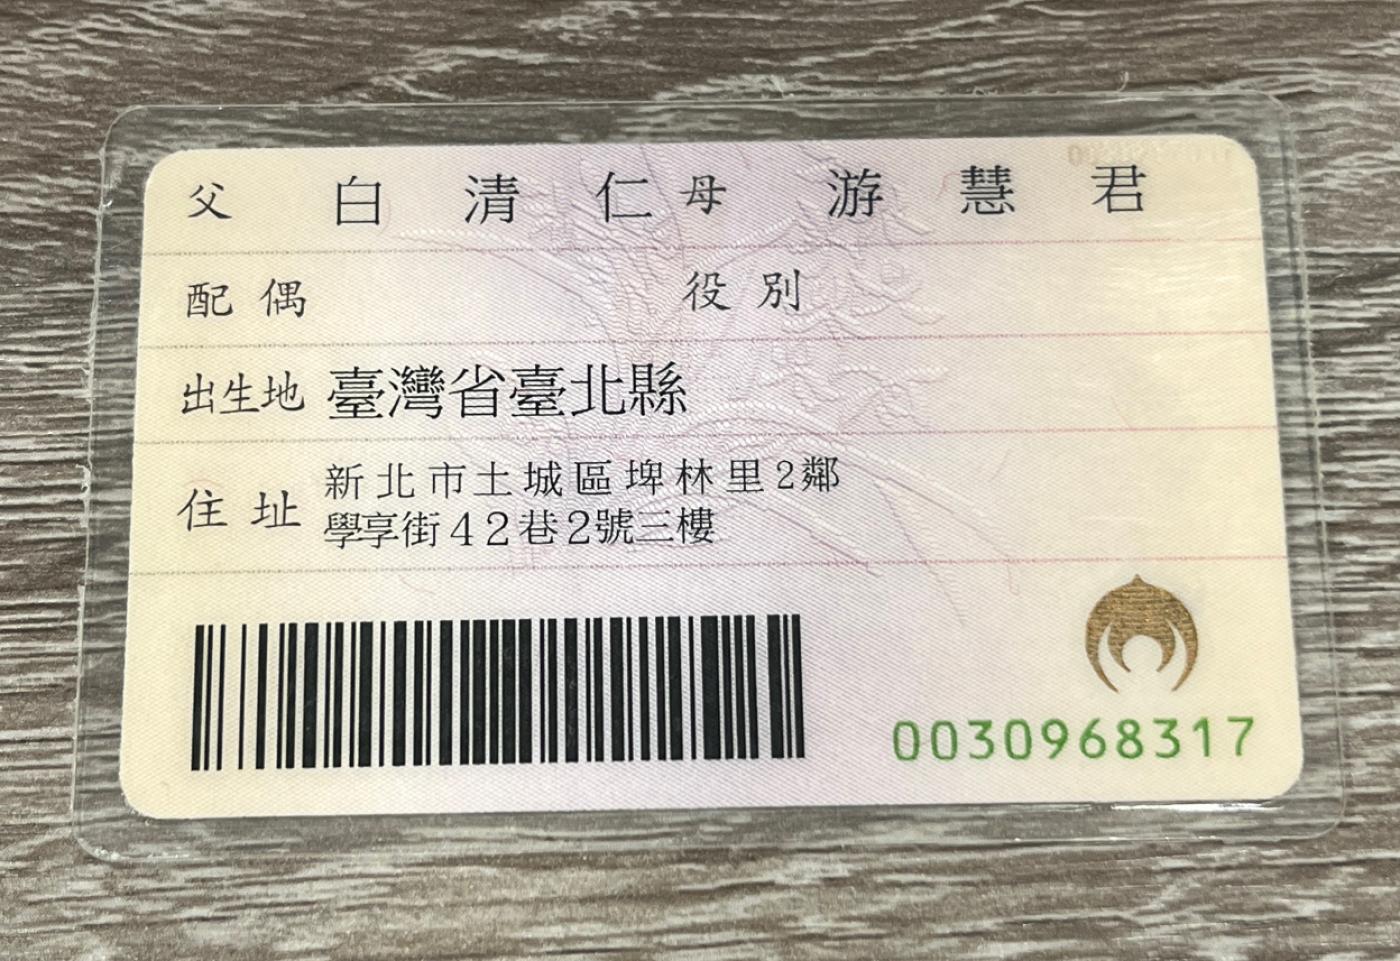 父 白清仁 母 游慧君
配偶 役別
出生地 臺灣省臺北縣
住址 新北市土城區埤林里2鄰
學享街42巷2號三樓
0030968317